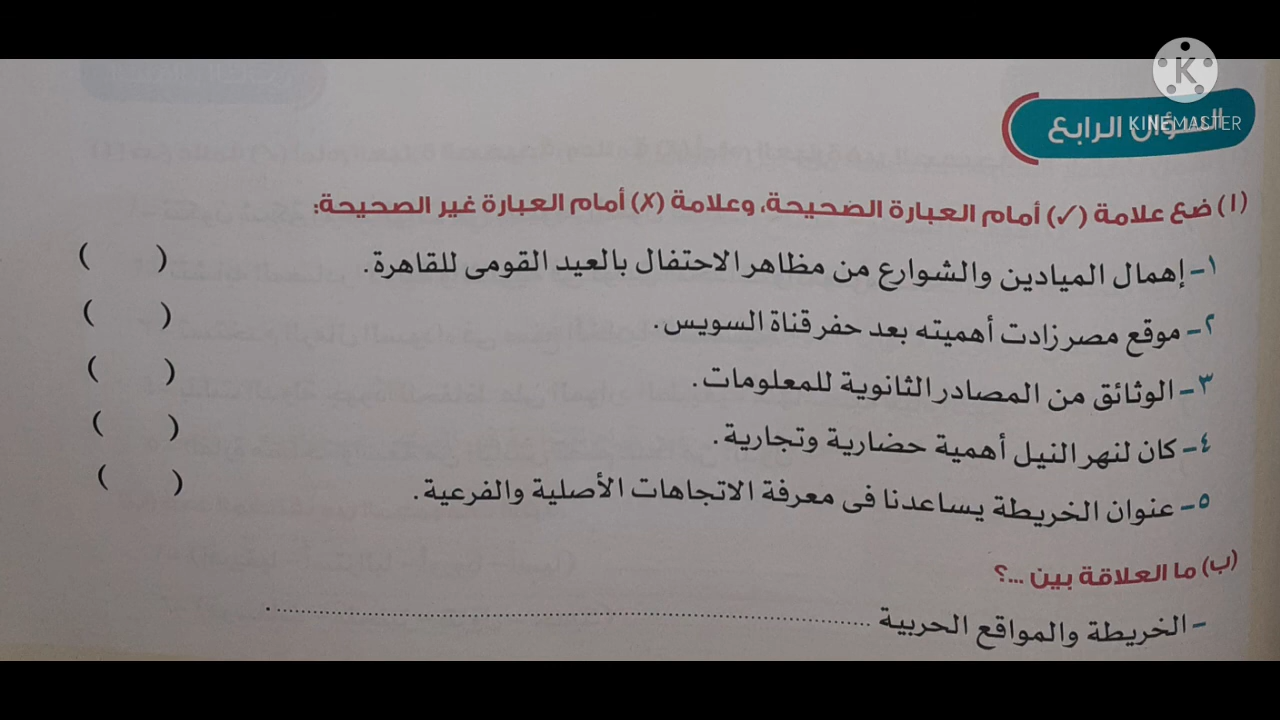 KINEMASTER
السؤال الرابع
(١) ضع علامة (✓) أمام العبارة الصحيحة، وعلامة (✗) أمام العبارة غير الصحيحة:
١- إهمال الميادين والشوارع من مظاهر الاحتفال بالعيد القومى للقاهرة. ( )
٢- موقع مصر زادت أهميته بعد حفر قناة السويس. ( )
٣- الوثائق من المصادر الثانوية للمعلومات. ( )
٤- كان لنهر النيل أهمية حضارية وتجارية. ( )
٥- عنوان الخريطة يساعدنا فى معرفة الاتجاهات الأصلية والفرعية. ( )
(ب) ما العلاقة بين ...؟
- الخريطة والمواقع الحربية ..............................